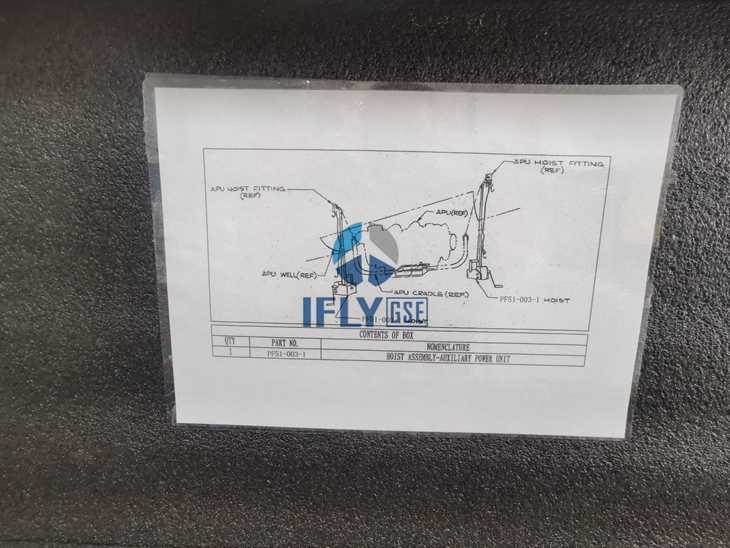 APU HOIST FITTING
(REF)
APU HOIST FITTING
(REF)
APU(REF)
APU WELL(REF)
APU CRADLE(REF)
PF51-003-1 HOIST
IFLY GSE
CONTENTS OF BOX
QTY PART NO. NOMENCLATURE
1 PF51-003-1 HOIST ASSEMBLY-AUXILIARY POWER UNIT